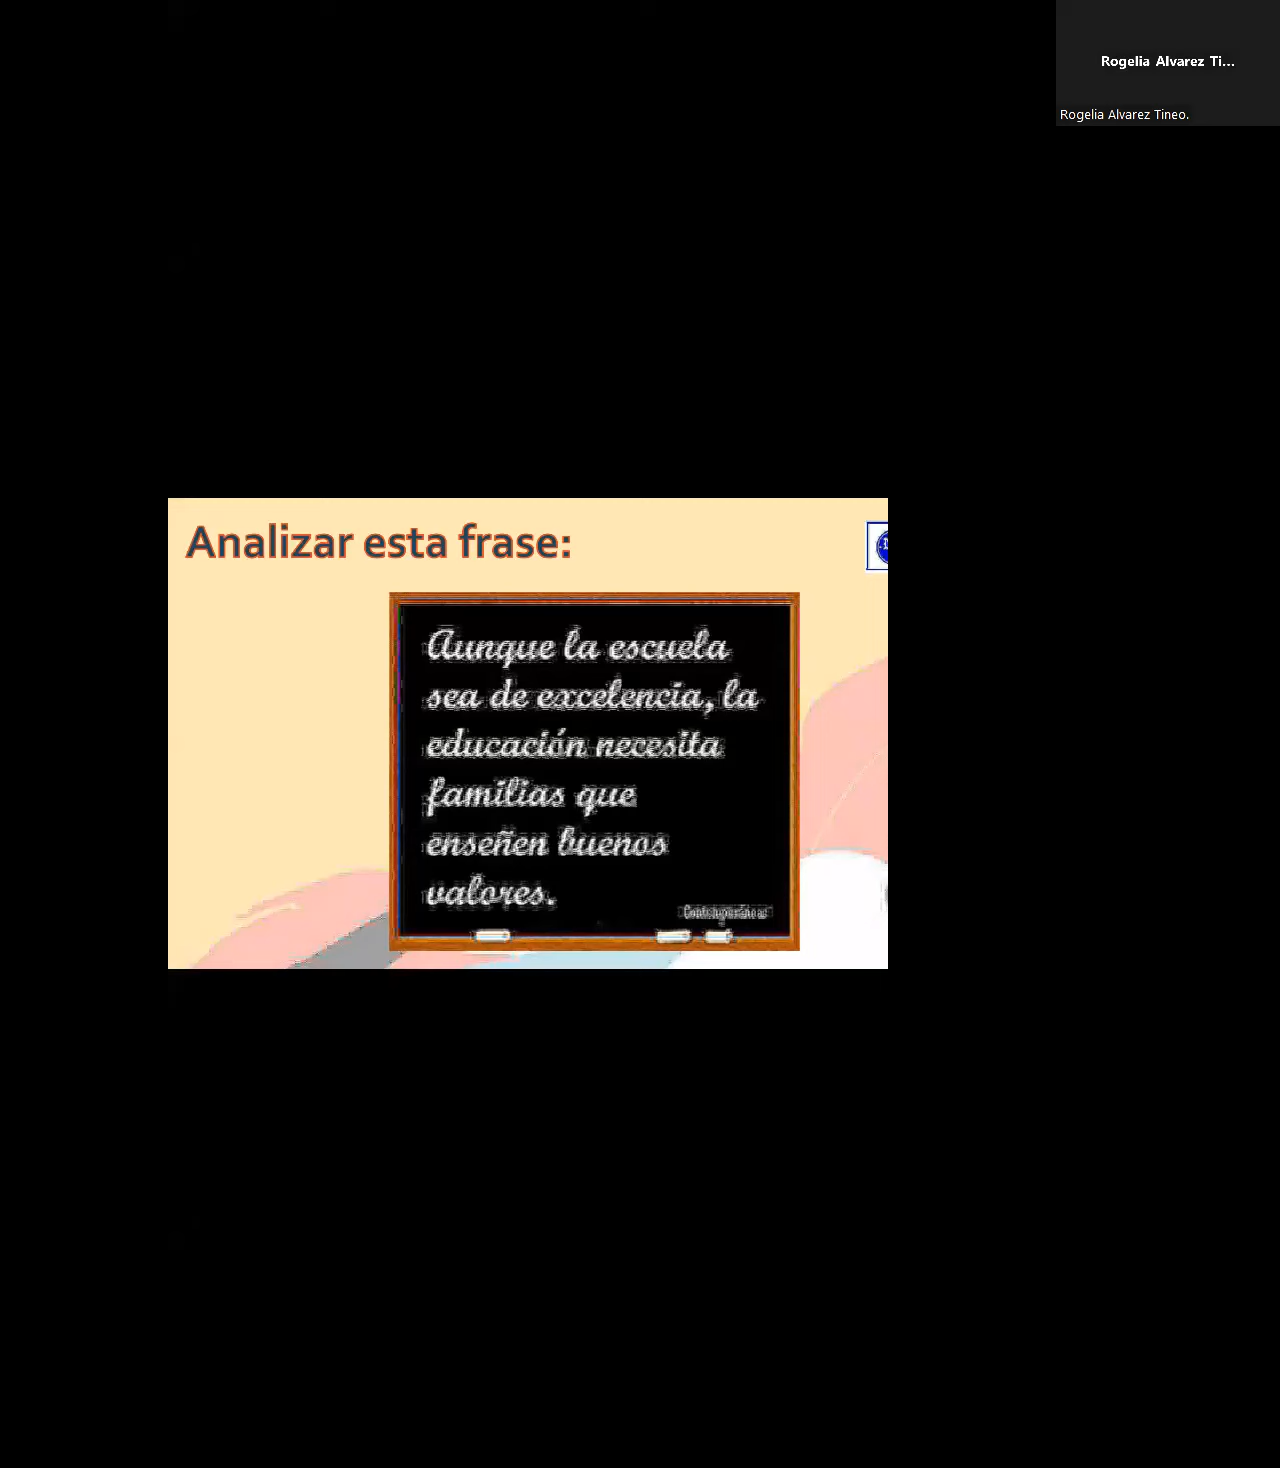 Rogelia Alvarez Ti...
Rogelia Alvarez Tineo.
Analizar esta frase:
Aunque la escuela
sea de excelencia, la
educación necesita
familias que
enseñen buenos
valores.
Contemporáneas